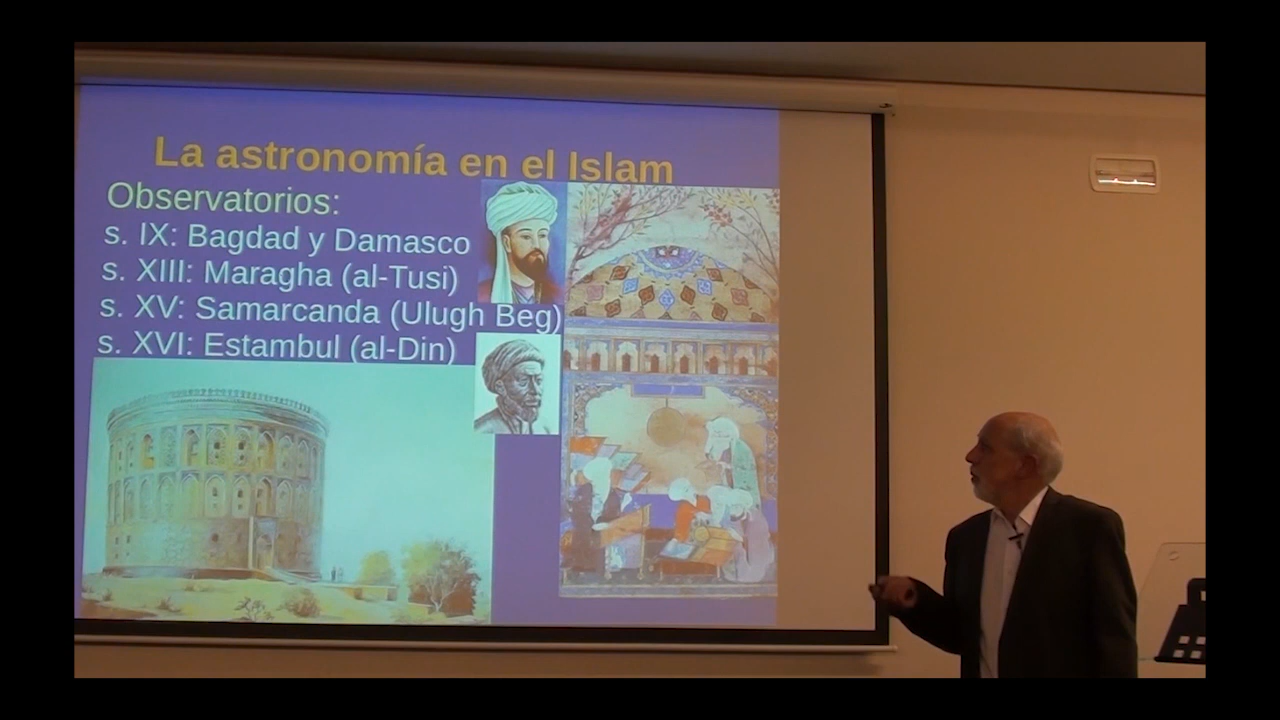 La astronomía en el Islam
Observatorios:
s. IX: Bagdad y Damasco
s. XIII: Maragha (al-Tusi)
s. XV: Samarcanda (Ulugh Beg)
s. XVI: Estambul (al-Din)